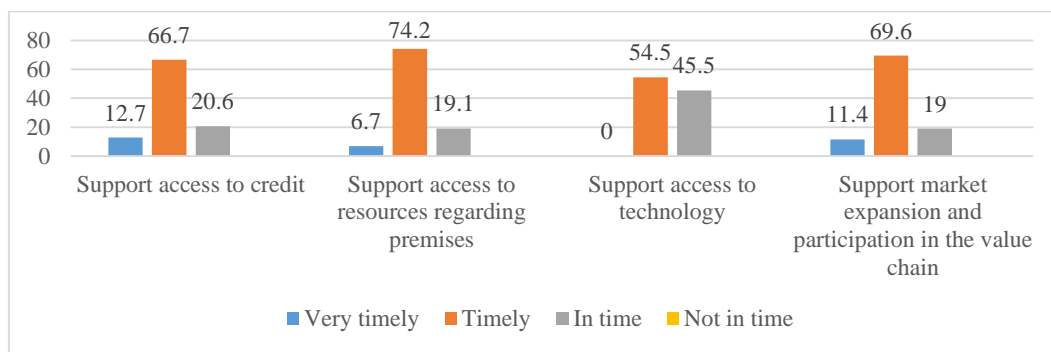 80
60
40
20
0
12.7
66.7
20.6
6.7
74.2
19.1
0
54.5
45.5
11.4
69.6
19
Support access to credit
Support access to
resources regarding
premises
Support access to
technology
Support market
expansion and
participation in the value
chain
Very timely
Timely
In time
Not in time